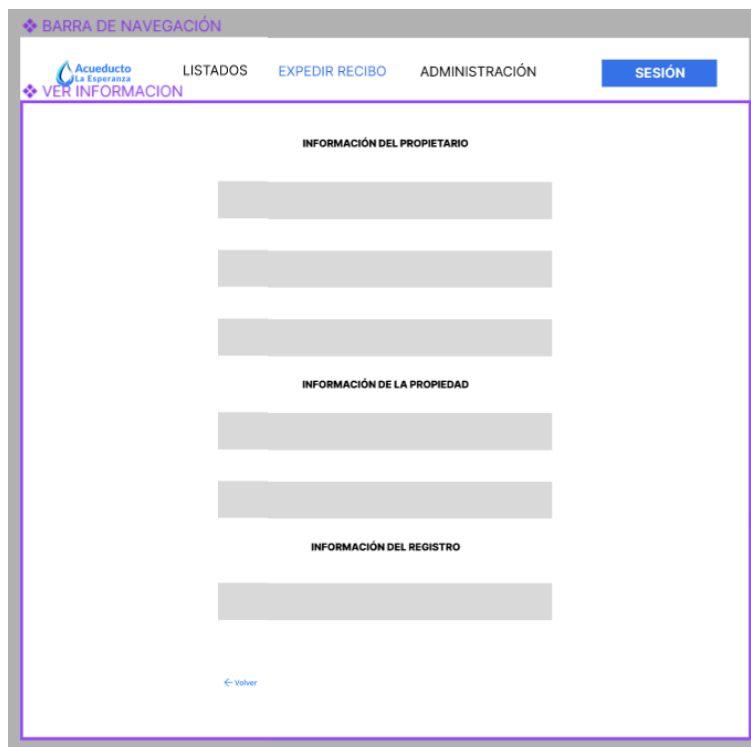 BARRA DE NAVEGACIÓN
Acueducto
La Esperanza
LISTADOS
EXPEDIR RECIBO
ADMINISTRACIÓN
SESIÓN
VER INFORMACION
INFORMACIÓN DEL PROPIETARIO
INFORMACIÓN DE LA PROPIEDAD
INFORMACIÓN DEL REGISTRO
Volver